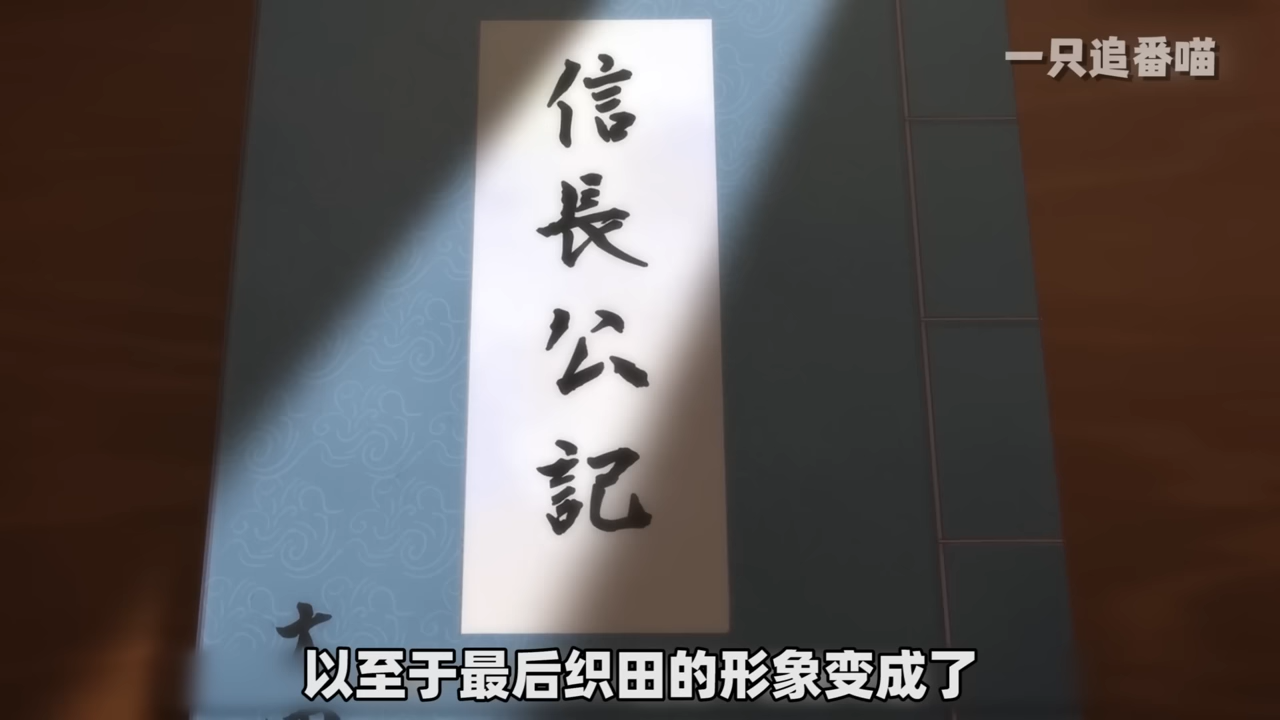 一只追番喵
信長公記
太
以至于最后织田的形象变成了